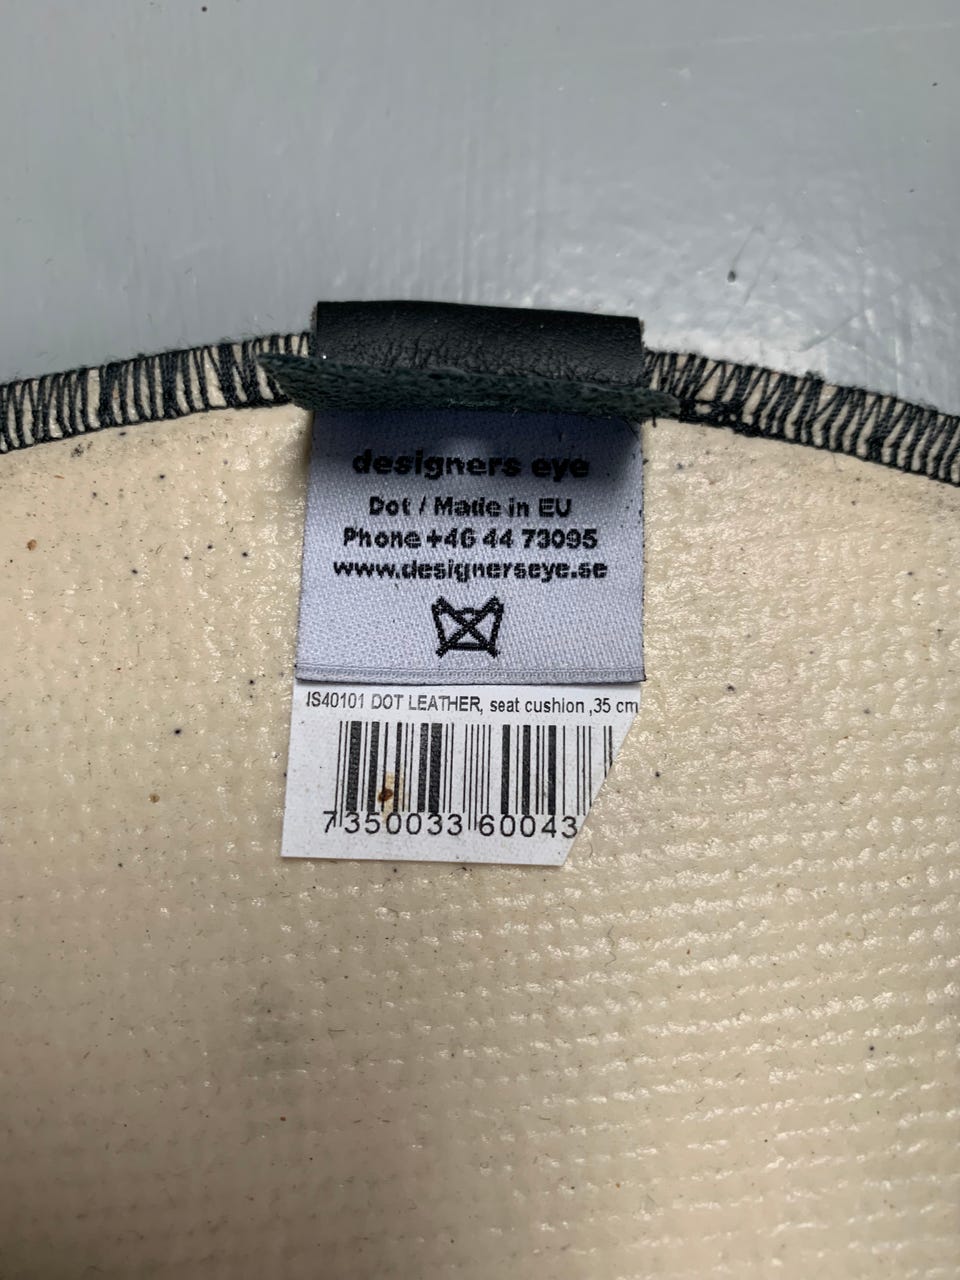 designers eye
Dot / Made in EU
Phone +46 44 73095
www.designerseye.se
IS40101 DOT LEATHER, seat cushion ,35 cm
7 350033 60043